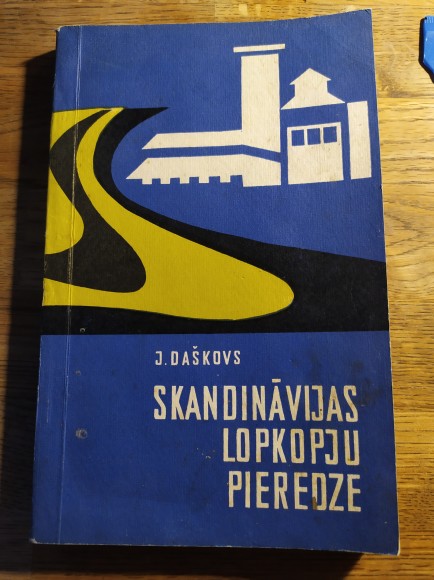 J. DAŠKOVS
SKANDINĀVIJAS
LOPKOPJU
PIEREDZE